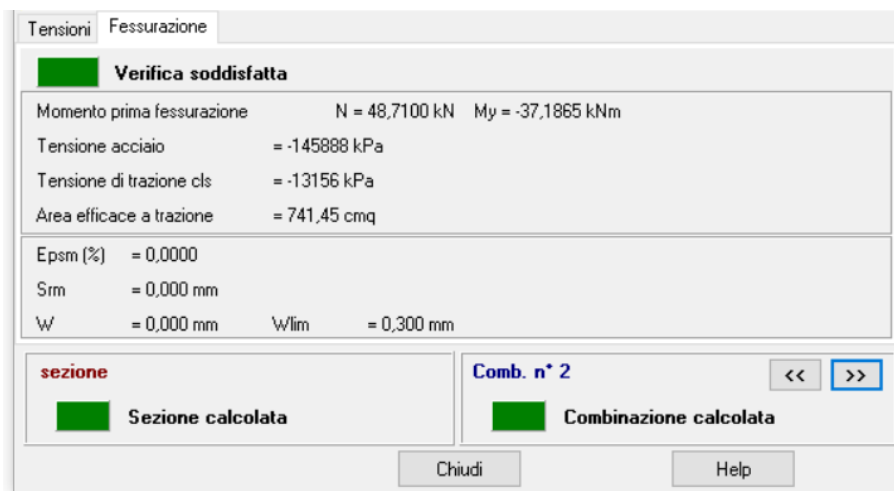 Tensioni Fessurazione
Verifica soddisfatta
Momento prima fessurazione N = 48,7100 kN My = -37,1865 kNm
Tensione acciaio = -145888 kPa
Tensione di trazione cls = -13156 kPa
Area efficace a trazione = 741,45 cmq
Epsm (%) = 0,0000
Srm = 0,000 mm
W = 0,000 mm Wlim = 0,300 mm
sezione Comb. n° 2 << >>
Sezione calcolata Combinazione calcolata
Chiudi Help